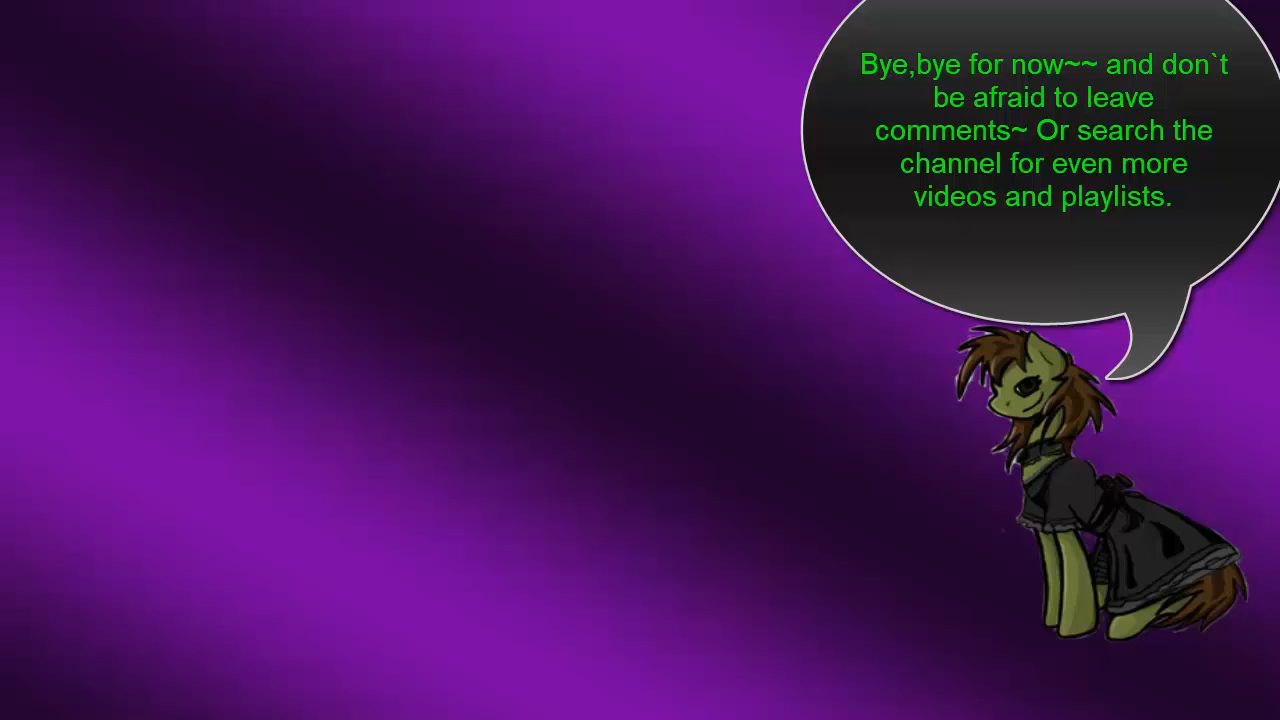 Bye,bye for now~~ and don`t
be afraid to leave
comments~ Or search the
channel for even more
videos and playlists.